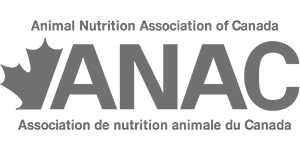 Animal Nutrition Association of Canada
ANAC
Association de nutrition animale du Canada